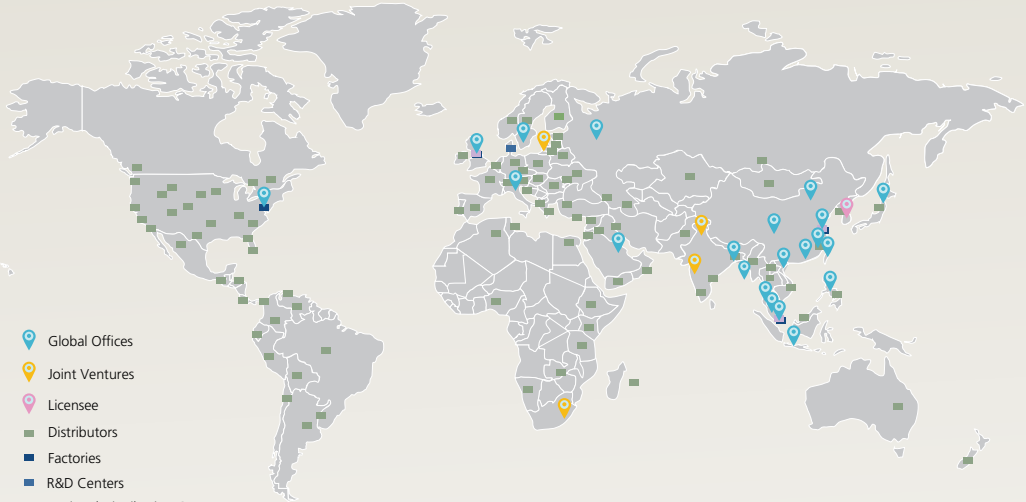 Global Offices
Joint Ventures
Licensee
Distributors
Factories
R&D Centers